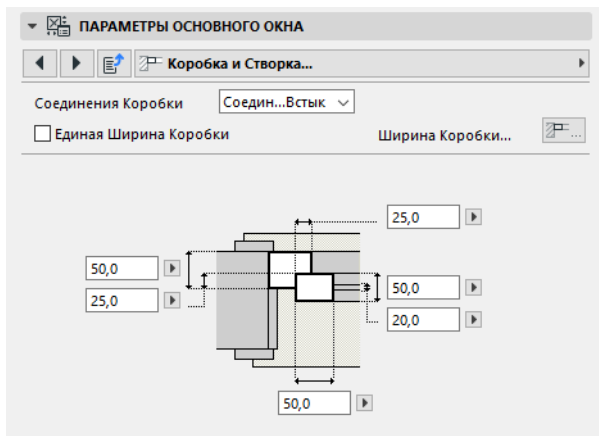 ПАРАМЕТРЫ ОСНОВНОГО ОКНА
Коробка и Створка...
Соединения Коробки Соедин...Встык
Единая Ширина Коробки Ширина Коробки...
...
25,0
50,0
25,0
50,0
20,0
50,0